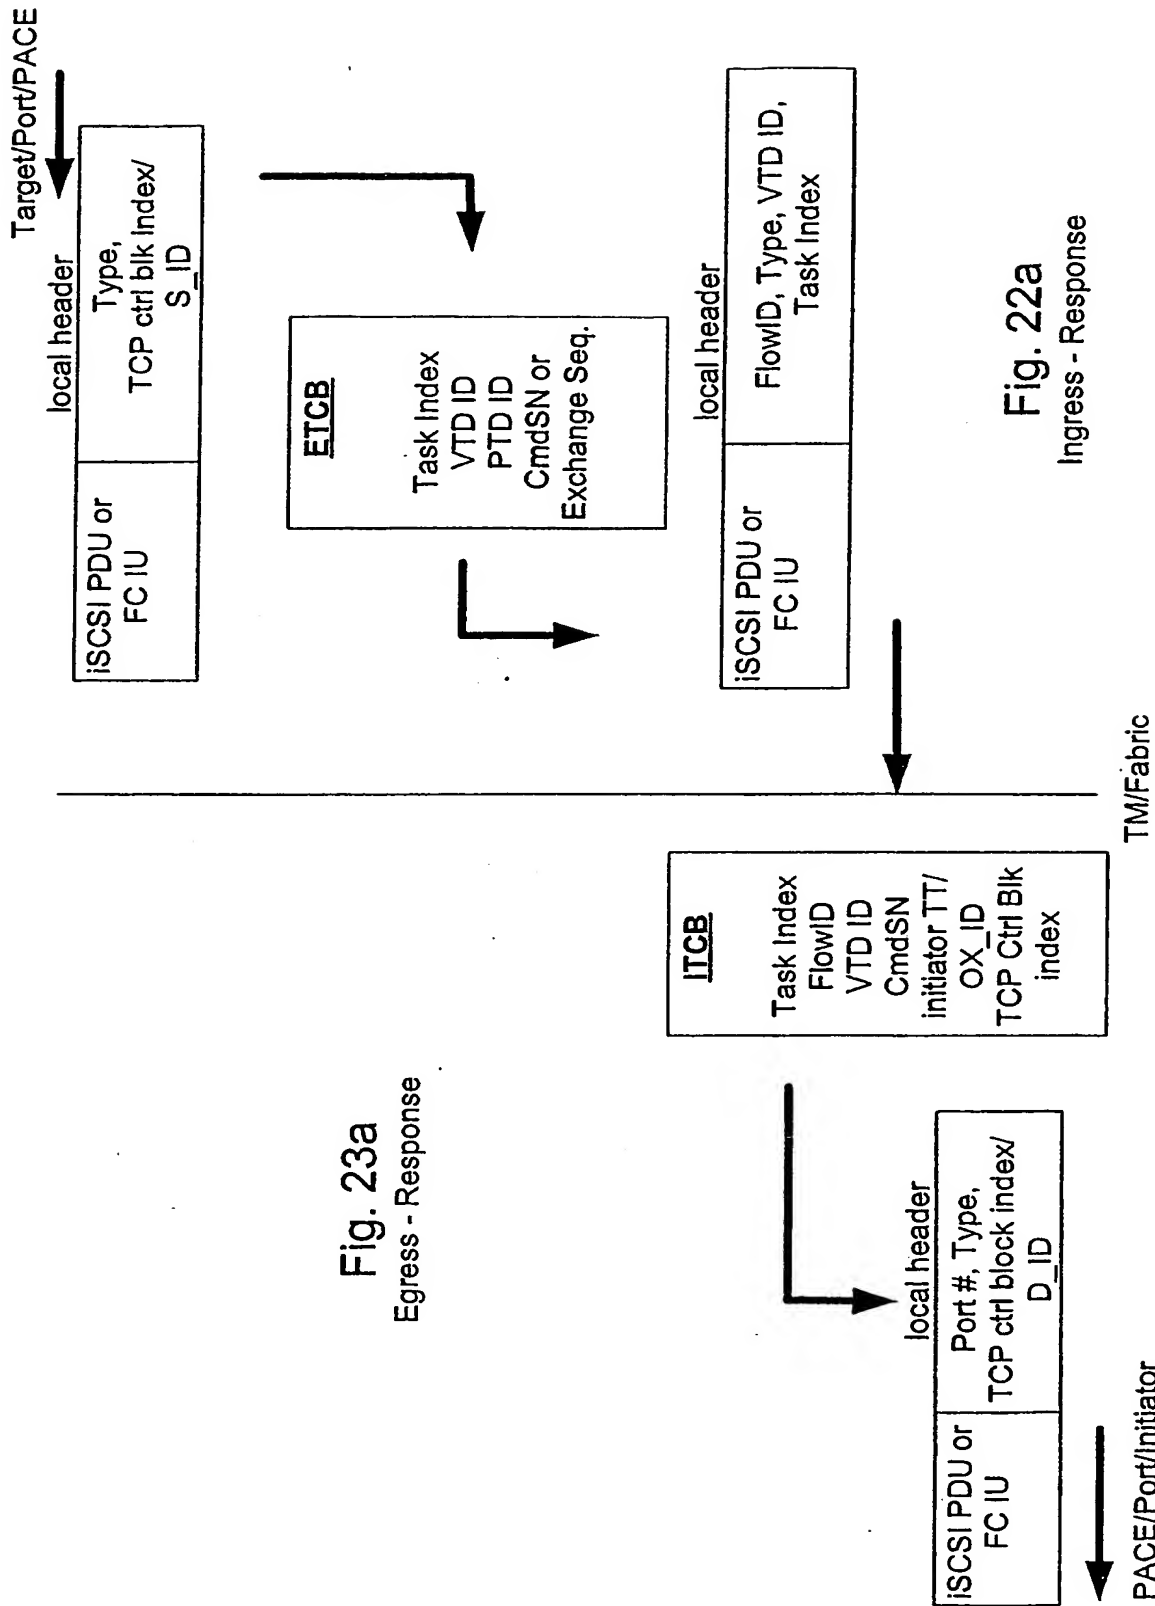 Target/Port/PACE
local header
iSCSI PDU or
FC IU
Type,
TCP ctrl blk Index/
S_ID
ETCB
Task Index
VTD ID
PTD ID
CmdSN or
Exchange Seq.
local header
iSCSI PDU or
FC IU
FlowID, Type, VTD ID,
Task Index
Fig. 22a
Ingress - Response
TM/Fabric
Fig. 23a
Egress - Response
ITCB
Task Index
FlowID
VTD ID
CmdSN
initiator TT/
OX_ID
TCP Ctrl Blk
index
local header
iSCSI PDU or
FC IU
Port #, Type,
TCP ctrl block index/
D_ID
PACE/Port/Initiator